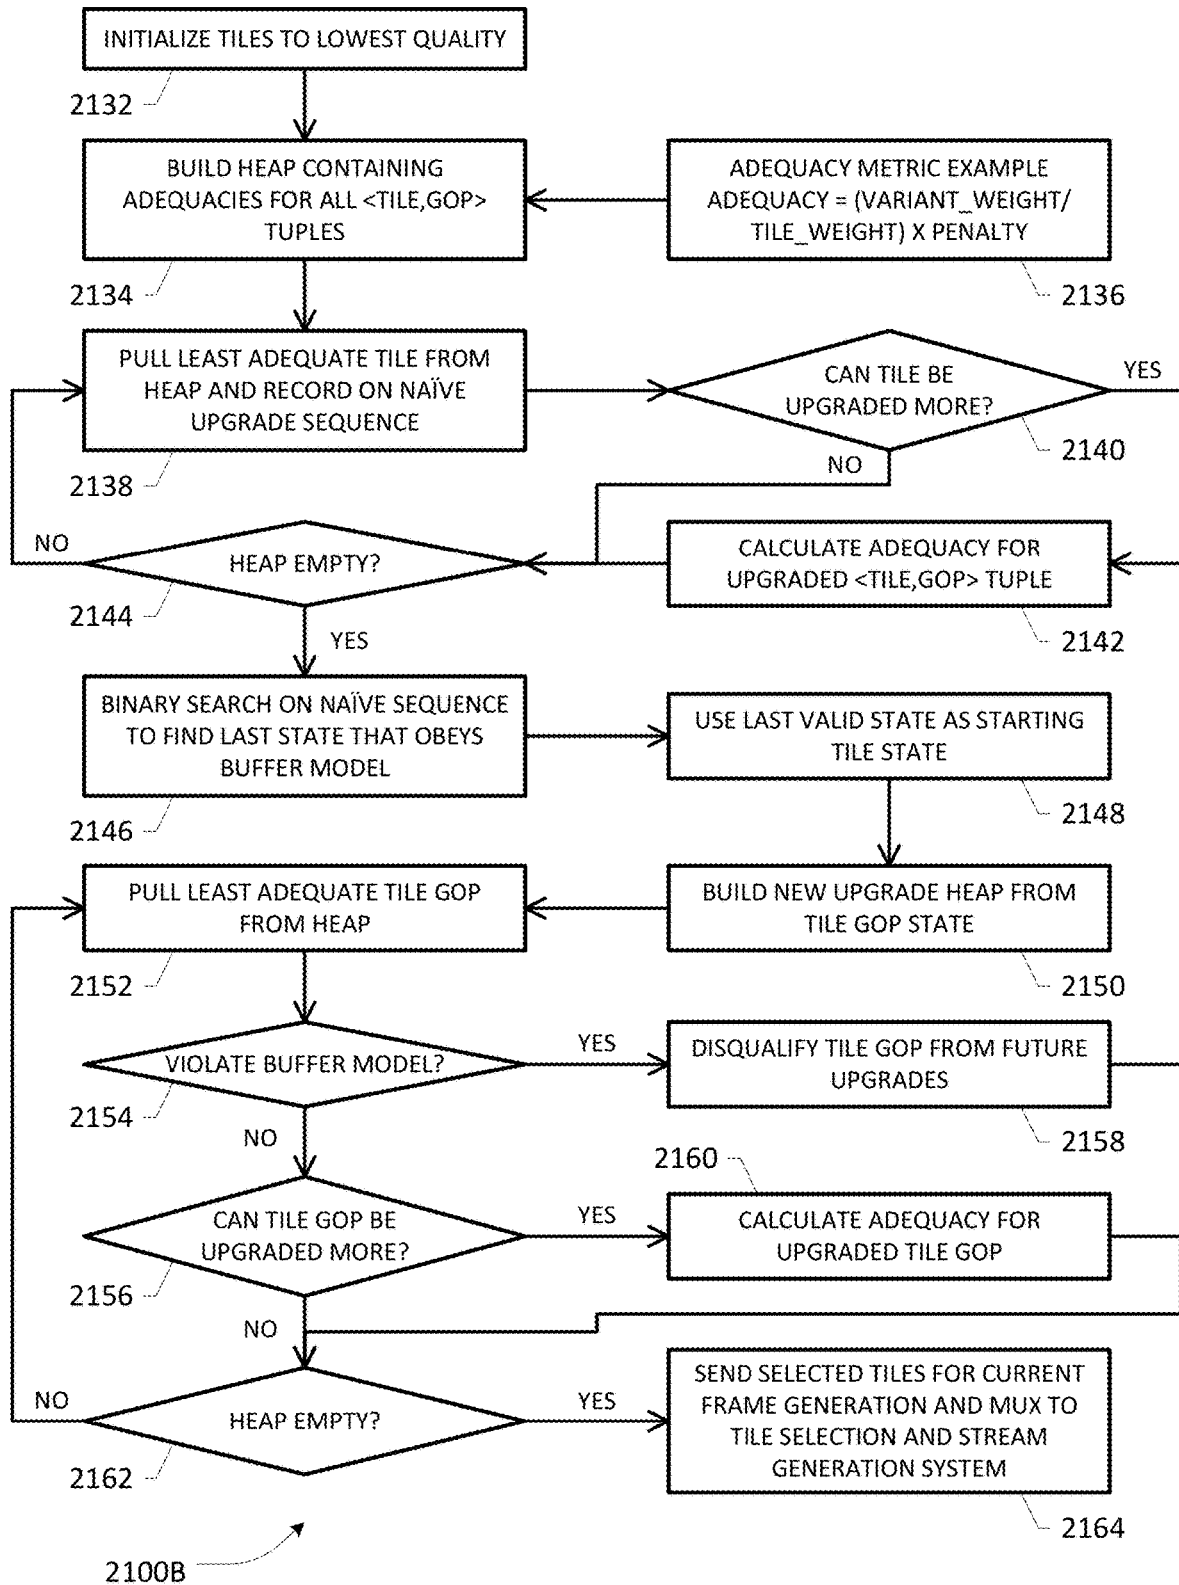 INITIALIZE TILES TO LOWEST QUALITY
2132
BUILD HEAP CONTAINING
ADEQUACIES FOR ALL <TILE,GOP>
TUPLES
2134
ADEQUACY METRIC EXAMPLE
ADEQUACY = (VARIANT_WEIGHT/
TILE_WEIGHT) X PENALTY
2136
PULL LEAST ADEQUATE TILE FROM
HEAP AND RECORD ON NAÏVE
UPGRADE SEQUENCE
2138
CAN TILE BE
UPGRADED MORE?
YES
2140
NO
HEAP EMPTY?
NO
2144
YES
CALCULATE ADEQUACY FOR
UPGRADED <TILE,GOP> TUPLE
2142
BINARY SEARCH ON NAÏVE SEQUENCE
TO FIND LAST STATE THAT OBEYS
BUFFER MODEL
2146
USE LAST VALID STATE AS STARTING
TILE STATE
2148
PULL LEAST ADEQUATE TILE GOP
FROM HEAP
2152
BUILD NEW UPGRADE HEAP FROM
TILE GOP STATE
2150
VIOLATE BUFFER MODEL?
YES
2154
NO
DISQUALIFY TILE GOP FROM FUTURE
UPGRADES
2158
2160
CAN TILE GOP BE
UPGRADED MORE?
YES
2156
NO
CALCULATE ADEQUACY FOR
UPGRADED TILE GOP
HEAP EMPTY?
NO
YES
2162
SEND SELECTED TILES FOR CURRENT
FRAME GENERATION AND MUX TO
TILE SELECTION AND STREAM
GENERATION SYSTEM
2164
2100B